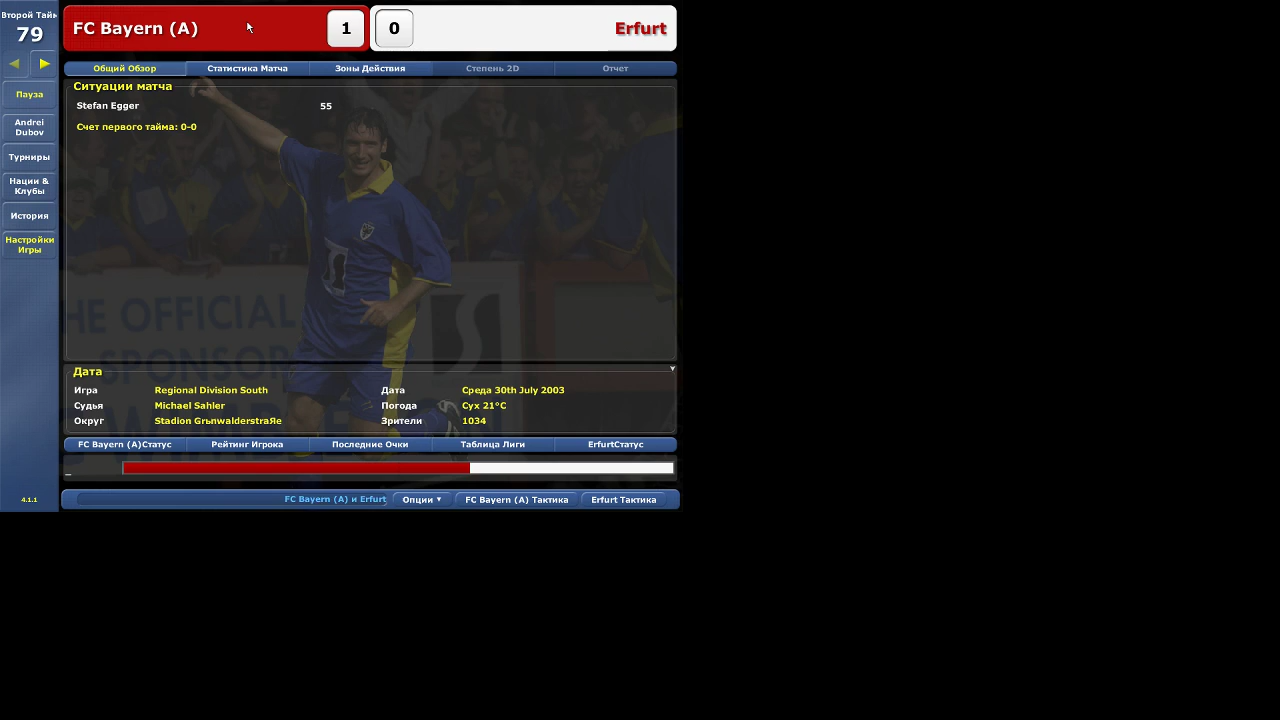 Второй Тайм
79
FC Bayern (A) 1 0 Erfurt
Общий Обзор Статистика Матча Зоны Действия Степень 2D Отчет
Пауза
Andrei
Dubov
Турниры
Нации &
Клубы
История
Настройки
Игры
4.1.1
Ситуации матча
Stefan Egger 55
Счет первого тайма: 0-0
THE OFFICIAL
SPONSOR
Дата
Игра Regional Division South Дата Среда 30th July 2003
Судья Michael Sahler Погода Сух 21°C
Округ Stadion GrьnwalderstraЯe Зрители 1034
FC Bayern (A)Статус Рейтинг Игрока Последние Очки Таблица Лиги ErfurtСтатус
FC Bayern (A) и Erfurt Опции FC Bayern (A) Тактика Erfurt Тактика